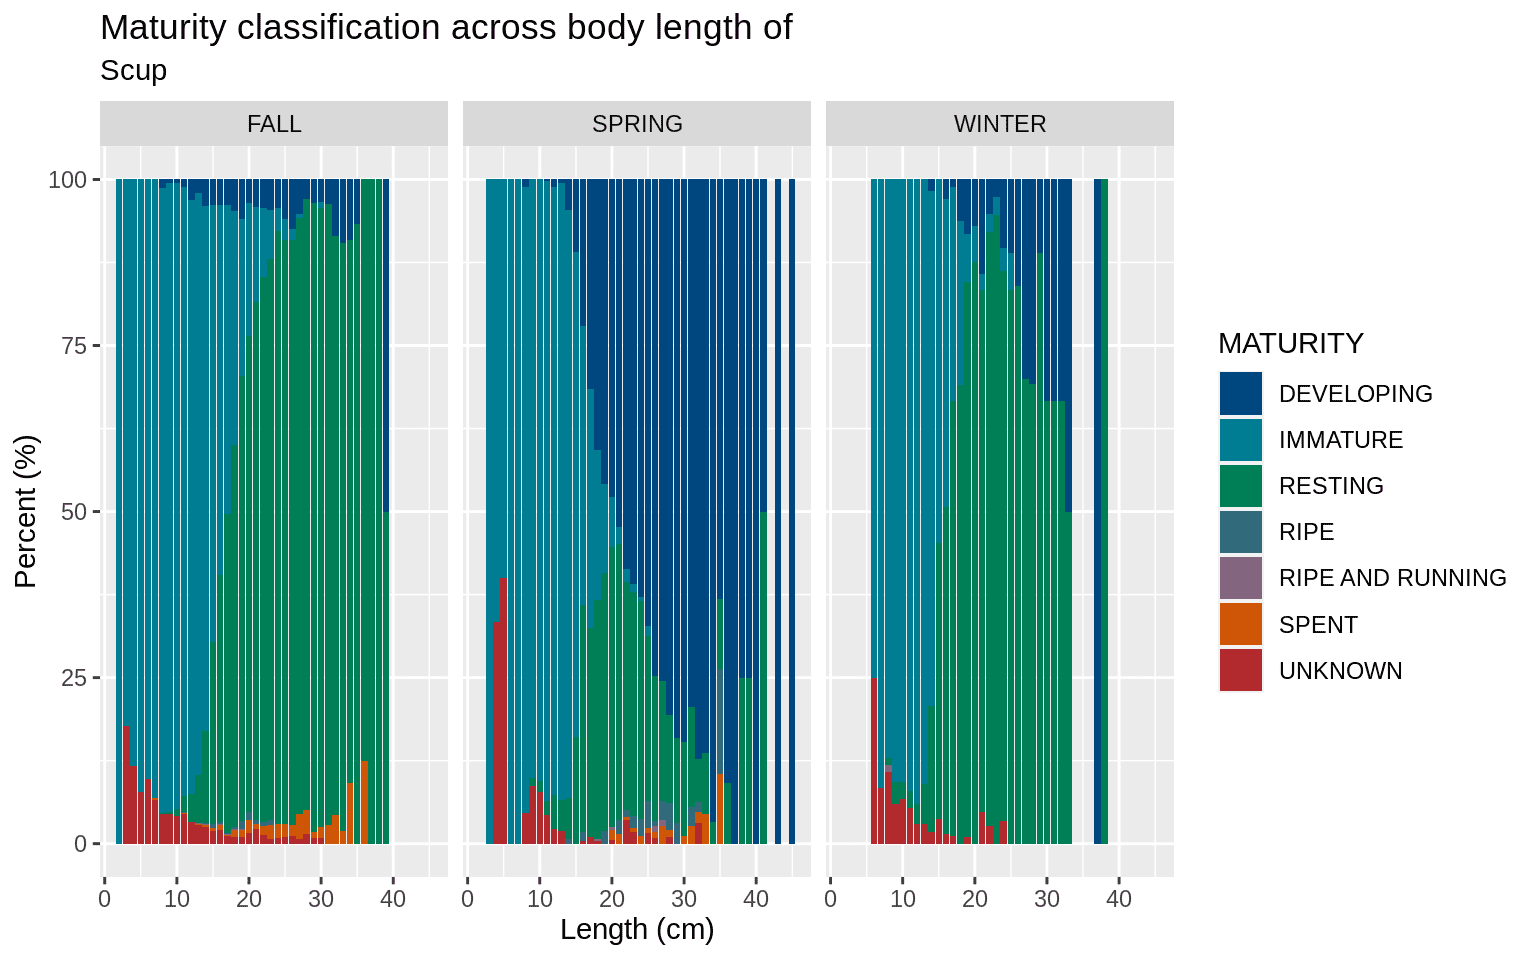 Maturity classification across body length of
Scup
FALL SPRING WINTER
100
75
50
25
0
Percent (%)
0 10 20 30 40 0 10 20 30 40 0 10 20 30 40
Length (cm)
MATURITY
DEVELOPING
IMMATURE
RESTING
RIPE
RIPE AND RUNNING
SPENT
UNKNOWN